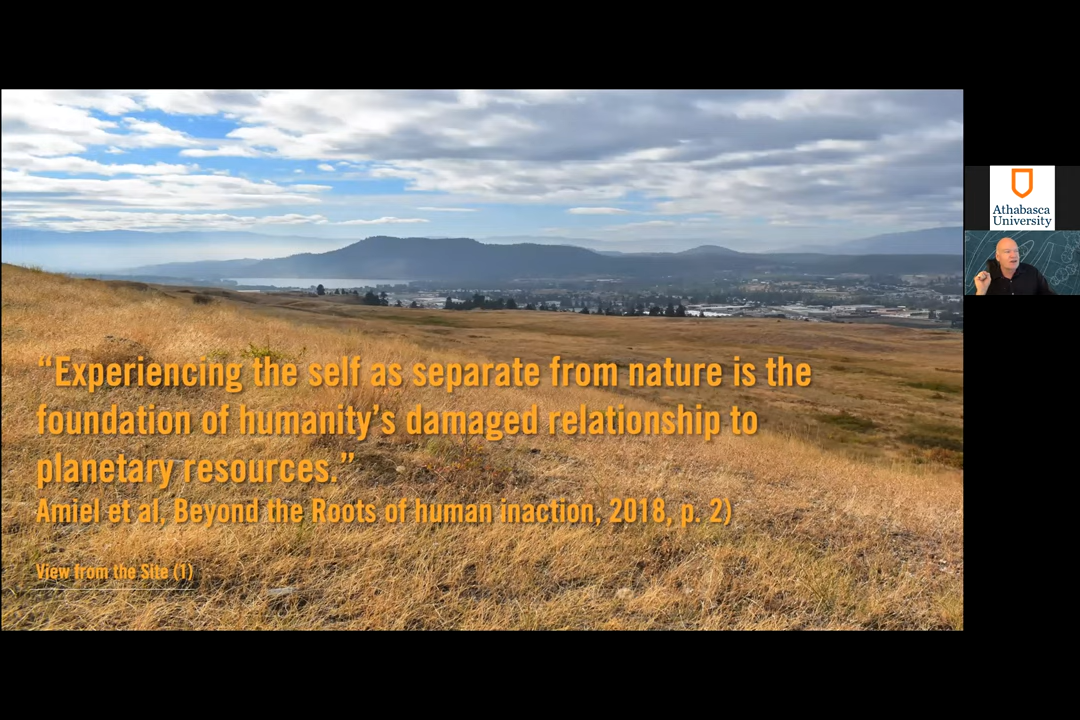 “Experiencing the self as separate from nature is the
foundation of humanity’s damaged relationship to
planetary resources.”
Amiel et al, Beyond the Roots of human inaction, 2018, p. 2)
View from the Site (1)
Athabasca
University